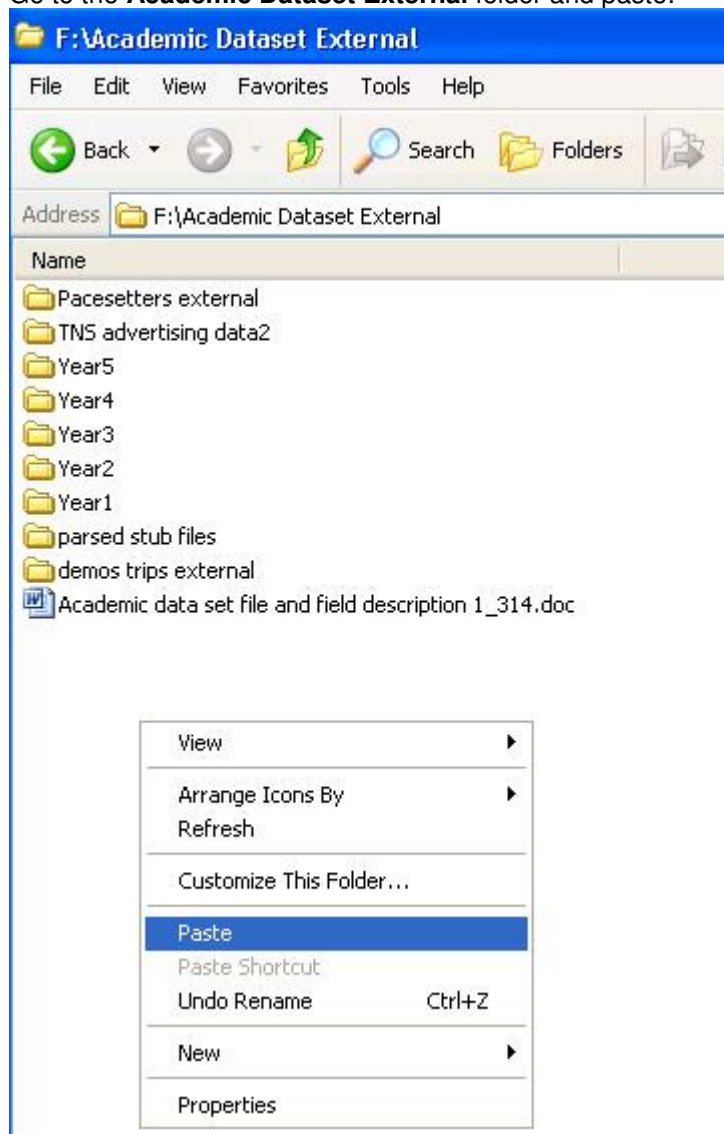 Go to the Academic Dataset External folder and paste.
F:\Academic Dataset External
File Edit View Favorites Tools Help
Back Search Folders
Address F:\Academic Dataset External
Name
Pacesetters external
TNS advertising data2
Year5
Year4
Year3
Year2
Year1
parsed stub files
demos trips external
Academic data set file and field description 1_314.doc
View
Arrange Icons By
Refresh
Customize This Folder...
Paste
Paste Shortcut
Undo Rename Ctrl+Z
New
Properties